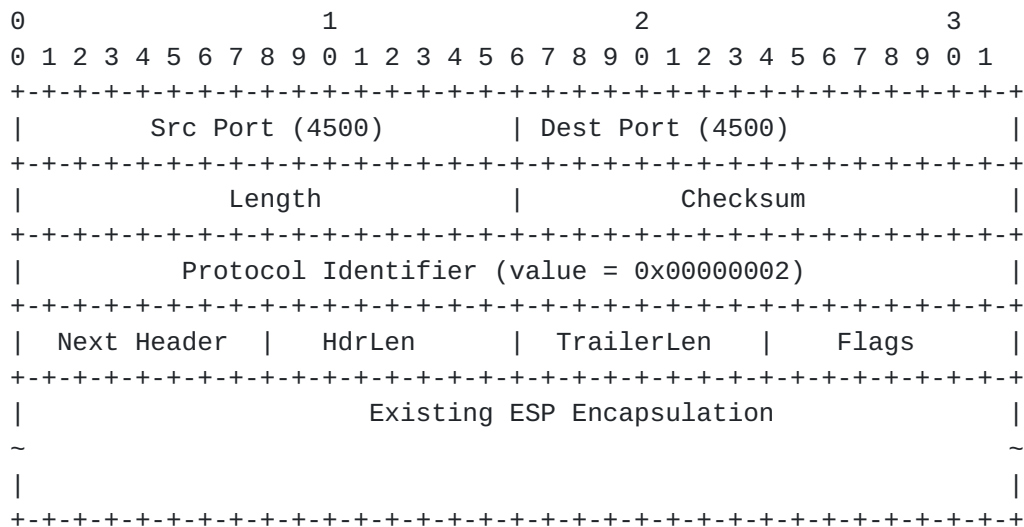 0                   1                   2                   3
0 1 2 3 4 5 6 7 8 9 0 1 2 3 4 5 6 7 8 9 0 1 2 3 4 5 6 7 8 9 0 1
+-+-+-+-+-+-+-+-+-+-+-+-+-+-+-+-+-+-+-+-+-+-+-+-+-+-+-+-+-+-+-+-+
|        Src Port (4500)        | Dest Port (4500)              |
+-+-+-+-+-+-+-+-+-+-+-+-+-+-+-+-+-+-+-+-+-+-+-+-+-+-+-+-+-+-+-+-+
|             Length            |          Checksum             |
+-+-+-+-+-+-+-+-+-+-+-+-+-+-+-+-+-+-+-+-+-+-+-+-+-+-+-+-+-+-+-+-+
|          Protocol Identifier (value = 0x00000002)             |
+-+-+-+-+-+-+-+-+-+-+-+-+-+-+-+-+-+-+-+-+-+-+-+-+-+-+-+-+-+-+-+-+
|  Next Header  |   HdrLen      |  TrailerLen   |    Flags      |
+-+-+-+-+-+-+-+-+-+-+-+-+-+-+-+-+-+-+-+-+-+-+-+-+-+-+-+-+-+-+-+-+
|                      Existing ESP Encapsulation               |
~                                                               ~
|                                                               |
+-+-+-+-+-+-+-+-+-+-+-+-+-+-+-+-+-+-+-+-+-+-+-+-+-+-+-+-+-+-+-+-+